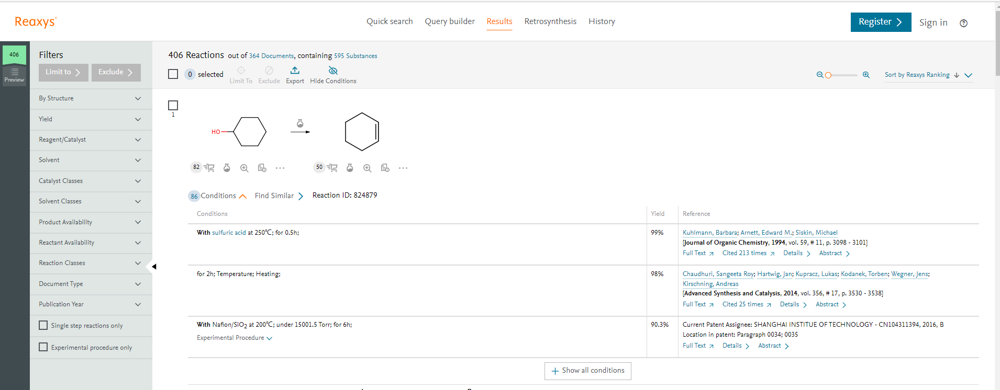 Reaxys®
Quick search Query builder Results Retrosynthesis History
Register Sign in ?
406
Preview
Filters
Limit to Exclude
By Structure
Yield
Reagent/Catalyst
Solvent
Catalyst Classes
Solvent Classes
Product Availability
Reactant Availability
Reaction Classes
Document Type
Publication Year
Single step reactions only
Experimental procedure only
406 Reactions out of 364 Documents, containing 595 Substances
0 selected Limit To Exclude Export Hide Conditions
Sort by Reaxys Ranking
1
HO
82 ... 50 ...
86 Conditions Find Similar Reaction ID: 824879
Conditions Yield Reference
With sulfuric acid at 250°C; for 0.5h; 99% Kuhlmann, Barbara; Arnett, Edward M.; Siskin, Michael
[Journal of Organic Chemistry, 1994, vol. 59, # 11, p. 3098 - 3101]
Full Text Cited 213 times Details Abstract
for 2h; Temperature; Heating; 98% Chaudhuri, Sangeeta Roy; Hartwig, Jan; Kupracz, Lukas; Kodanek, Torben; Wegner, Jens;
Kirschning, Andreas
[Advanced Synthesis and Catalysis, 2014, vol. 356, # 17, p. 3530 - 3538]
Full Text Cited 25 times Details Abstract
With Nafion/SiO2 at 200°C; under 15001.5 Torr; for 6h; 90.3% Current Patent Assignee: SHANGHAI INSTITUE OF TECHNOLOGY - CN104311394, 2016, B
Experimental Procedure Location in patent: Paragraph 0034; 0035
Full Text Details Abstract
+ Show all conditions